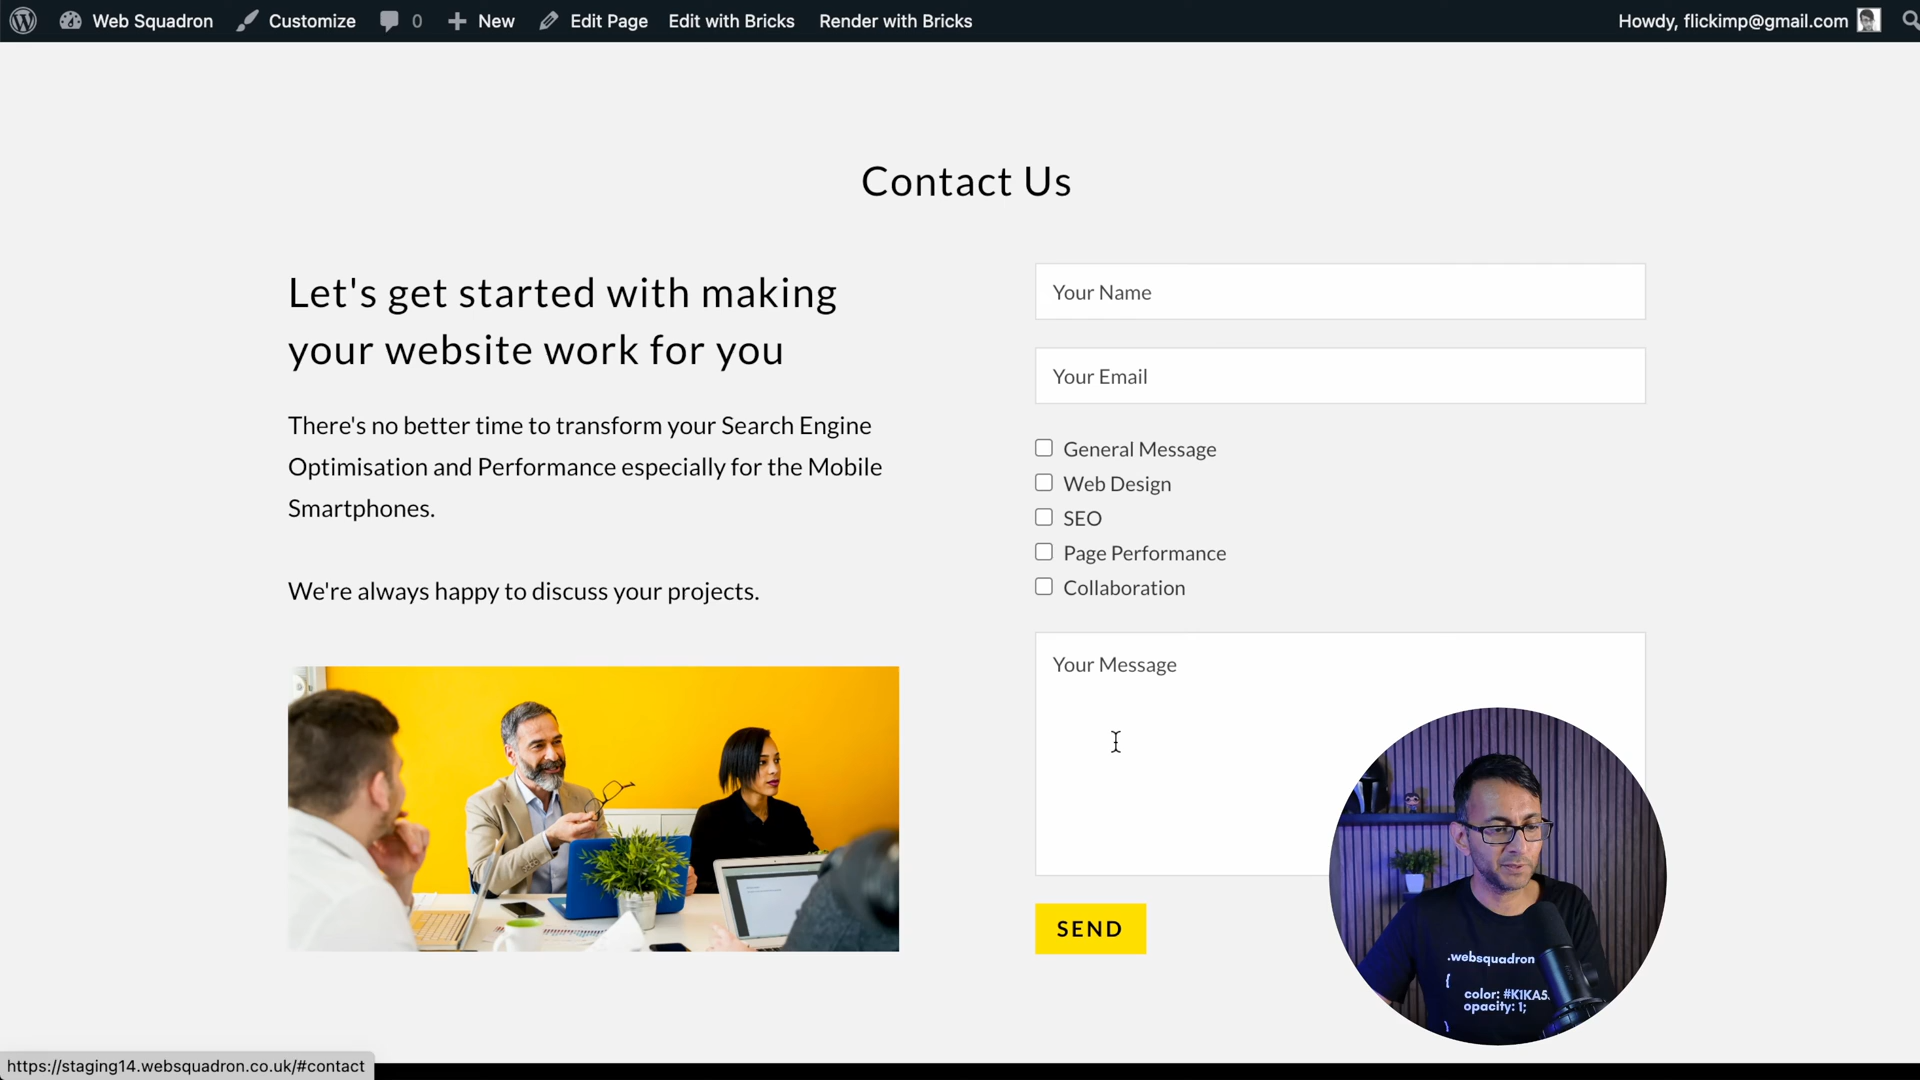 Web Squadron Customize 0 New Edit Page Edit with Bricks Render with Bricks Howdy, flickimp@gmail.com
Contact Us
Let's get started with making
your website work for you
There's no better time to transform your Search Engine
Optimisation and Performance especially for the Mobile
Smartphones.
We're always happy to discuss your projects.
Your Name
Your Email
General Message
Web Design
SEO
Page Performance
Collaboration
Your Message
SEND
.websquadron
{
color: #K1KA5
opacity: 1;
}
https://staging14.websquadron.co.uk/#contact